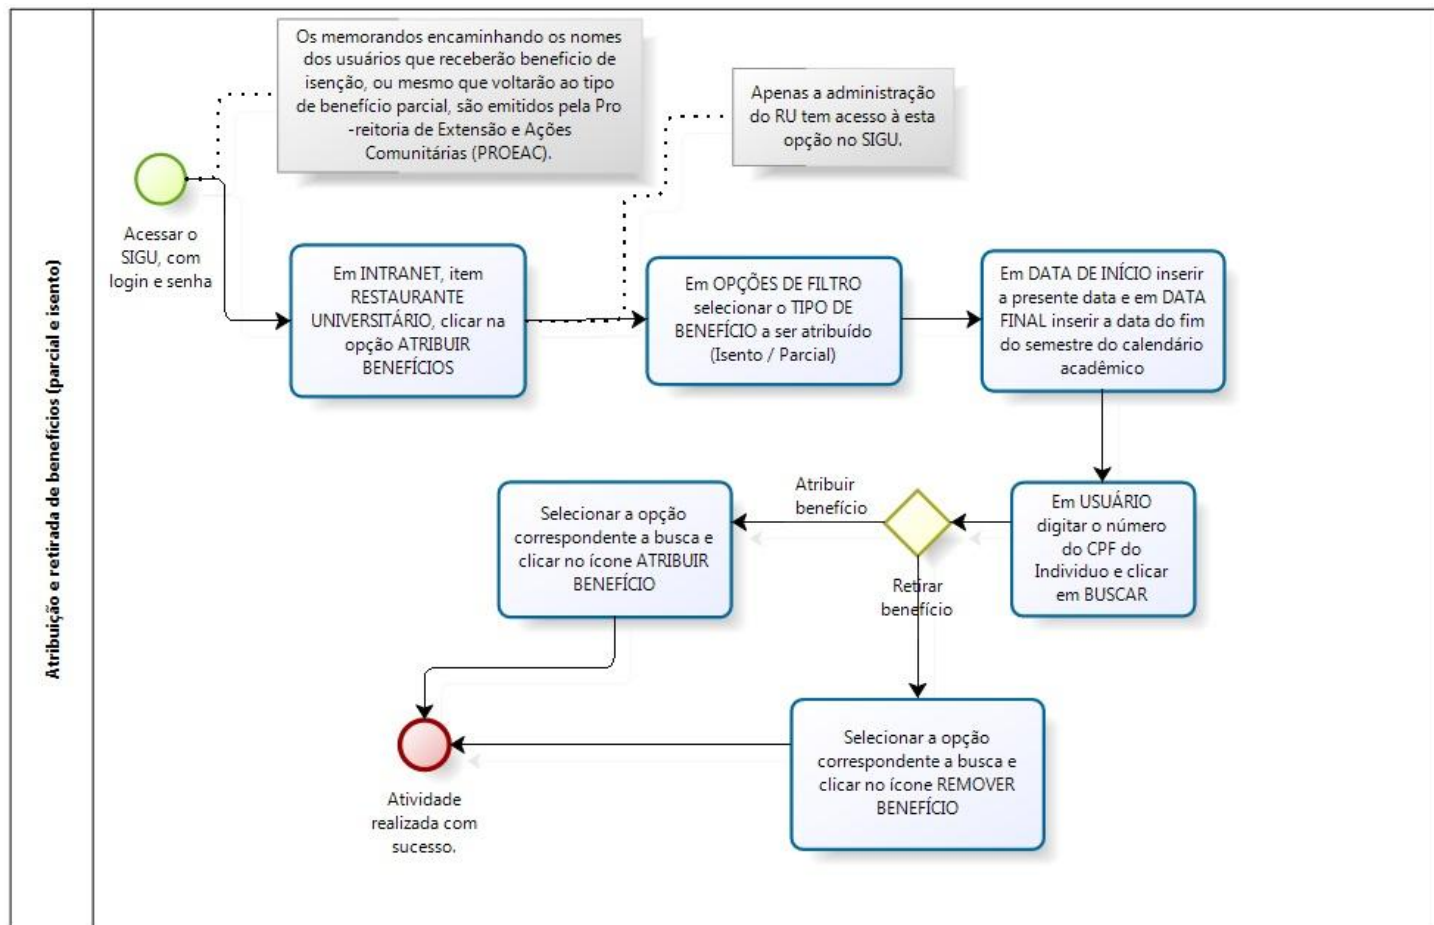 Atribuição e retirada de benefícios (parcial e isento)
Os memorandos encaminhando os nomes
dos usuários que receberão beneficio de
isenção, ou mesmo que voltarão ao tipo
de benefício parcial, são emitidos pela Pro
-reitoria de Extensão e Ações
Comunitárias (PROEAC).
Apenas a administração
do RU tem acesso à esta
opção no SIGU.
Acessar o
SIGU, com
login e senha
Em INTRANET, item
RESTAURANTE
UNIVERSITÁRIO, clicar na
opção ATRIBUIR
BENEFÍCIOS
Em OPÇÕES DE FILTRO
selecionar o TIPO DE
BENEFÍCIO a ser atribuído
(Isento / Parcial)
Em DATA DE INÍCIO inserir
a presente data e em DATA
FINAL inserir a data do fim
do semestre do calendário
acadêmico
Em USUÁRIO
digitar o número
do CPF do
Individuo e clicar
em BUSCAR
Atribuir
benefício
Retirar
benefício
Selecionar a opção
correspondente a busca e
clicar no ícone ATRIBUIR
BENEFÍCIO
Selecionar a opção
correspondente a busca e
clicar no ícone REMOVER
BENEFÍCIO
Atividade
realizada com
sucesso.